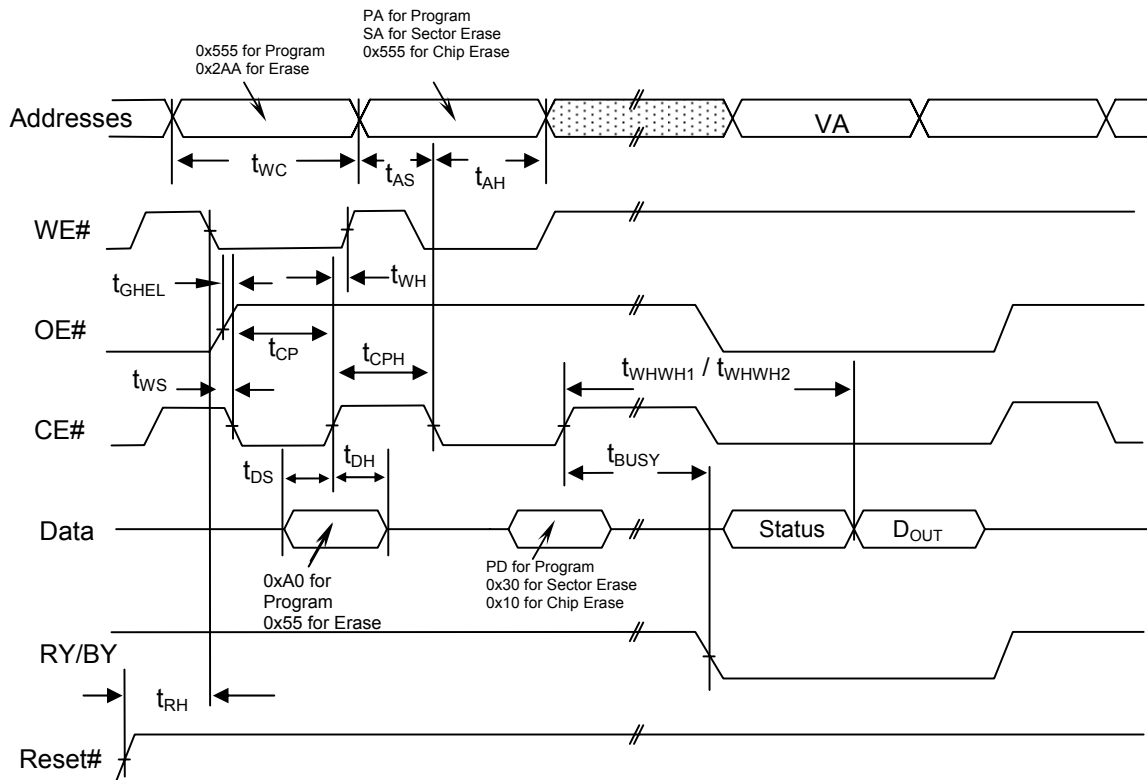 PA for Program
SA for Sector Erase
0x555 for Chip Erase
0x555 for Program
0x2AA for Erase
Addresses
VA
tWC
tAS
tAH
WE#
tGHEL
tWH
OE#
tCP
tCPH
tWHWH1 / tWHWH2
tWS
CE#
tDS
tDH
tBUSY
Data
Status
DOUT
0xA0 for
Program
0x55 for Erase
PD for Program
0x30 for Sector Erase
0x10 for Chip Erase
RY/BY
tRH
Reset#